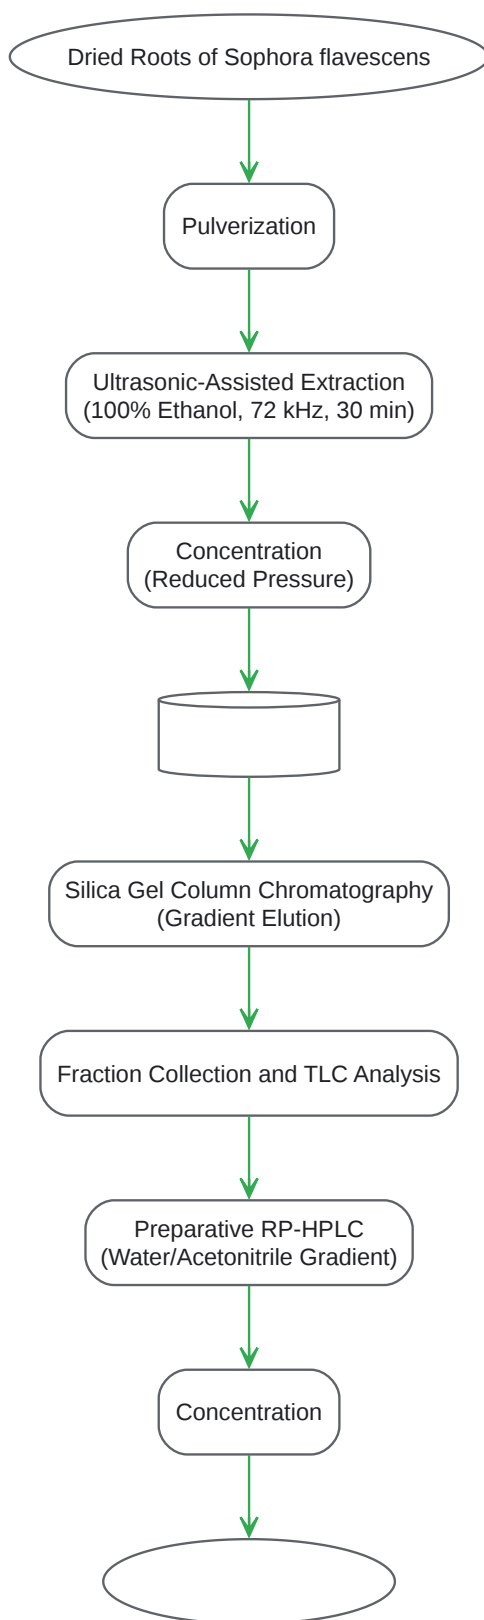 Dried Roots of Sophora flavescens
Pulverization
Ultrasonic-Assisted Extraction
(100% Ethanol, 72 kHz, 30 min)
Concentration
(Reduced Pressure)
Silica Gel Column Chromatography
(Gradient Elution)
Fraction Collection and TLC Analysis
Preparative RP-HPLC
(Water/Acetonitrile Gradient)
Concentration